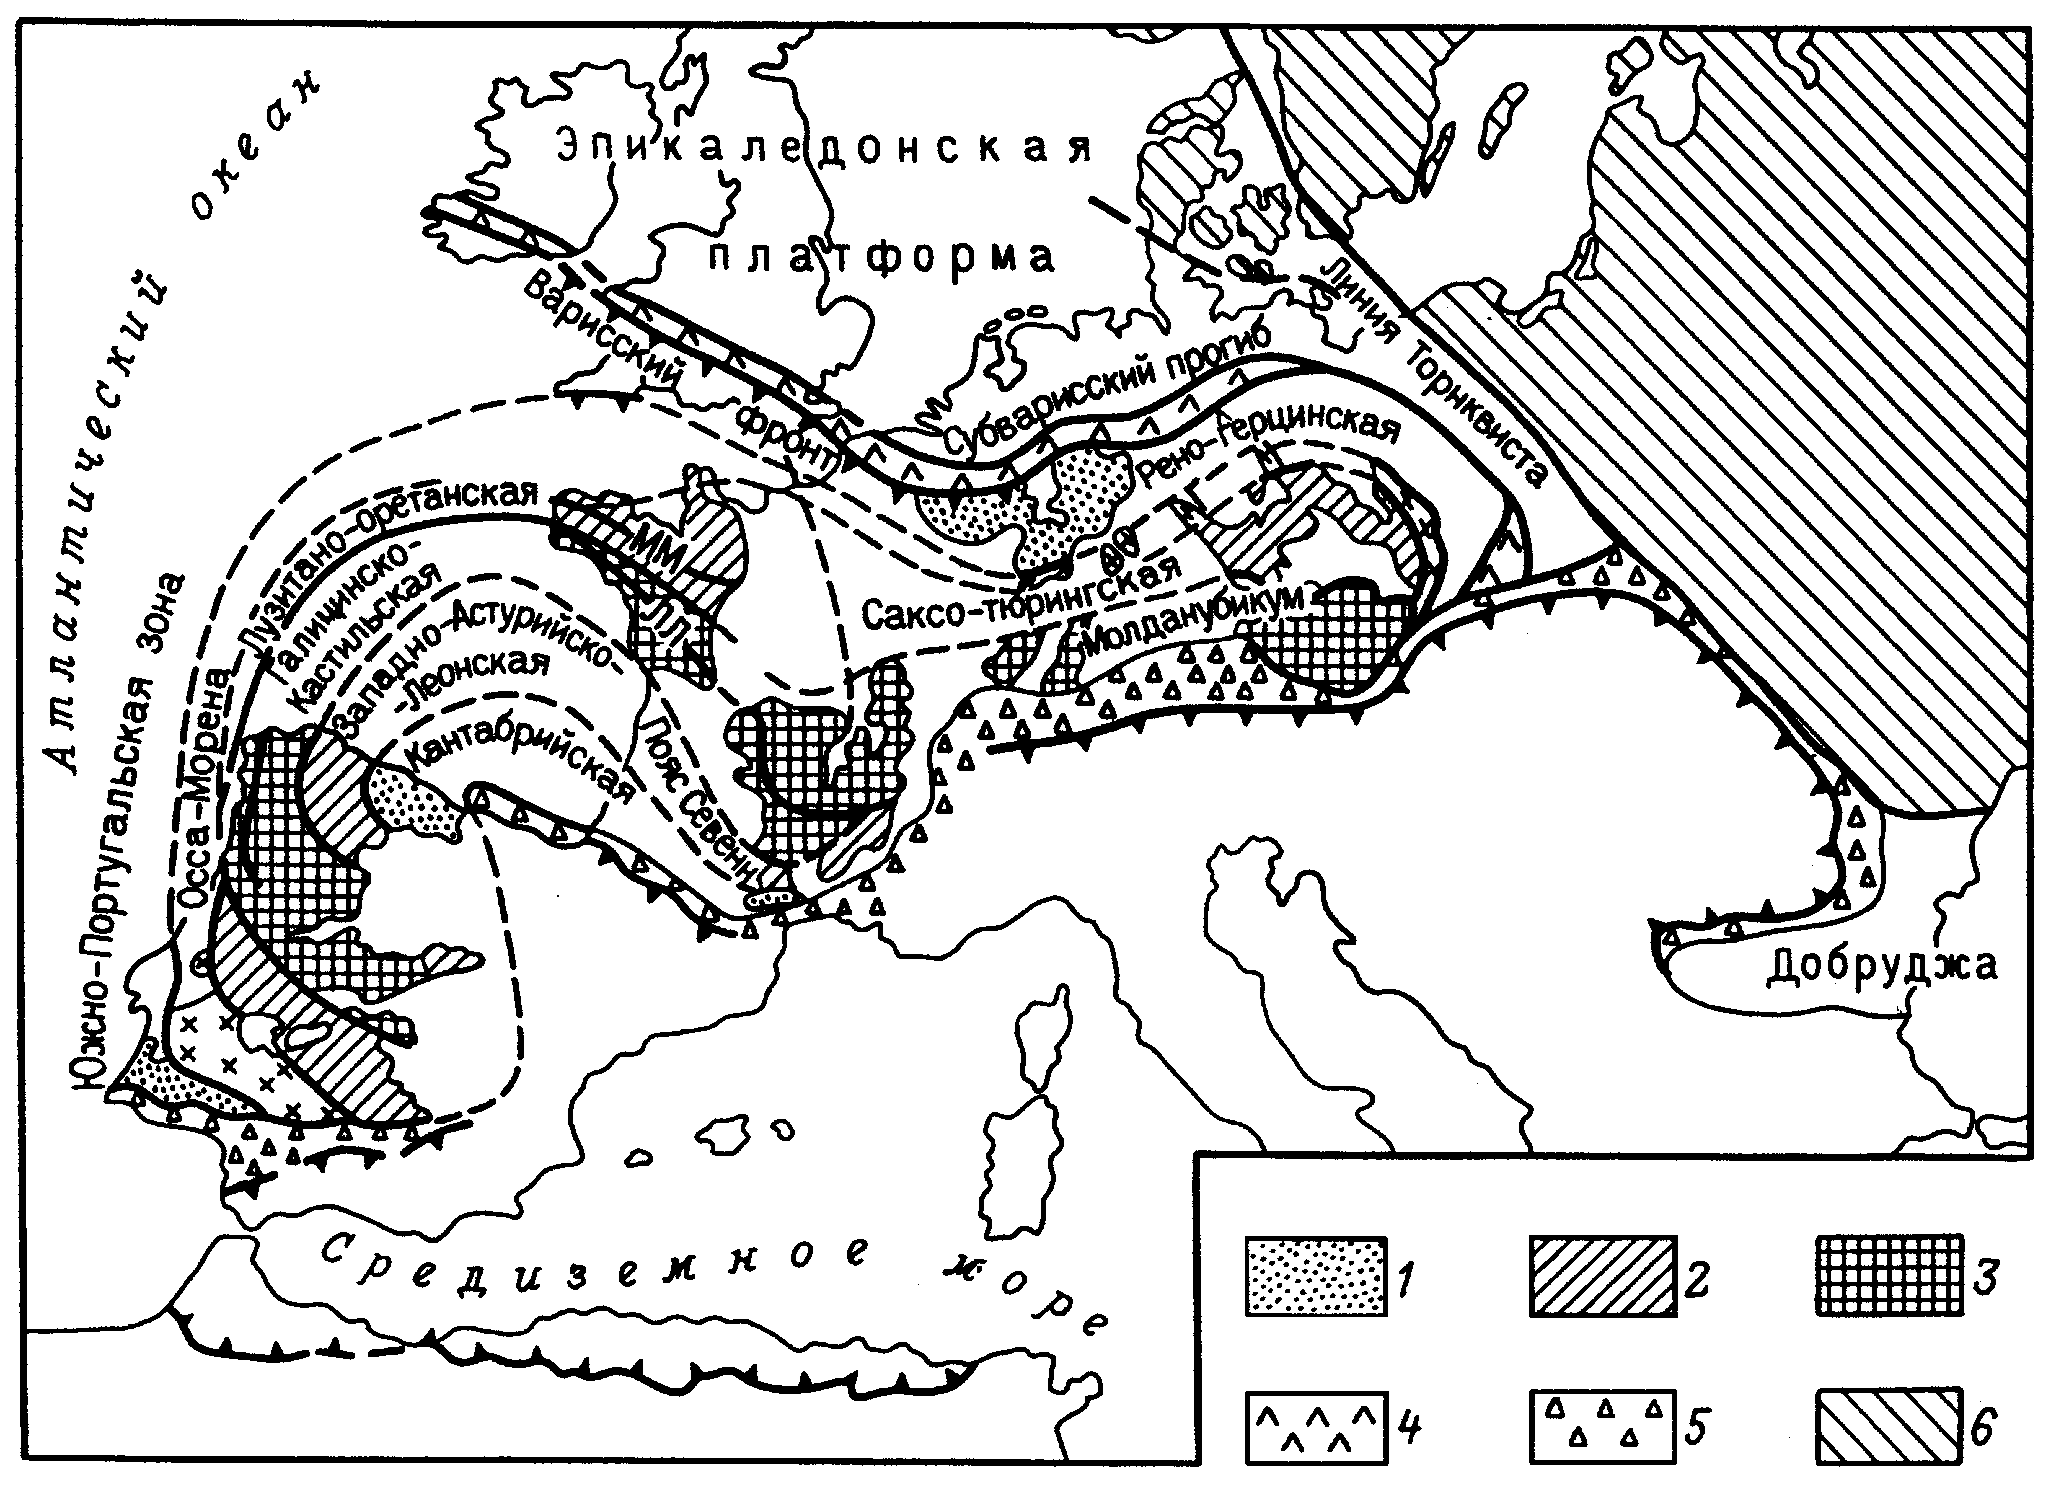 Атлантический океан
Эпикаледонская
платформа
Линия Торнквиста
Варисский
фронт
Субварисский прогиб
Рено-Герцинская
Лузитано-оретанская
Галицийско-
Кастильская
ММ
ЛЛ
Саксо-тюрингская
Молданубикум
Западно-Астурийско-
-Леонская
Кантабрийская
Пояс Севенн
Осса-Морена
Южно-Португальская зона
Добруджа
Средиземное море
1
2
3
4
5
6